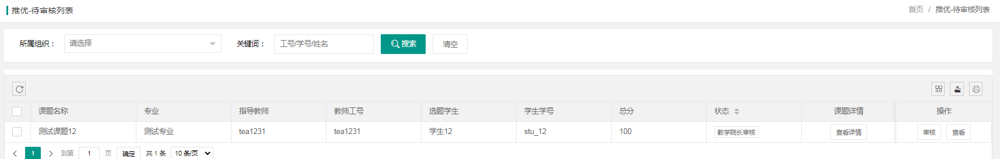 推优-待审核列表
首页 / 推优-待审核列表
所属组织： 请选择 关键词： 工号/学号/姓名 搜索 清空
课题名称 专业 指导教师 教师工号 选题学生 学生学号 总分 状态 课题详情 操作
测试课题12 测试专业 tea1231 tea1231 学生12 stu_12 100 教学院长审核 查看详情 审核 查看
1 到第 1 页 确定 共 1 条 10 条/页